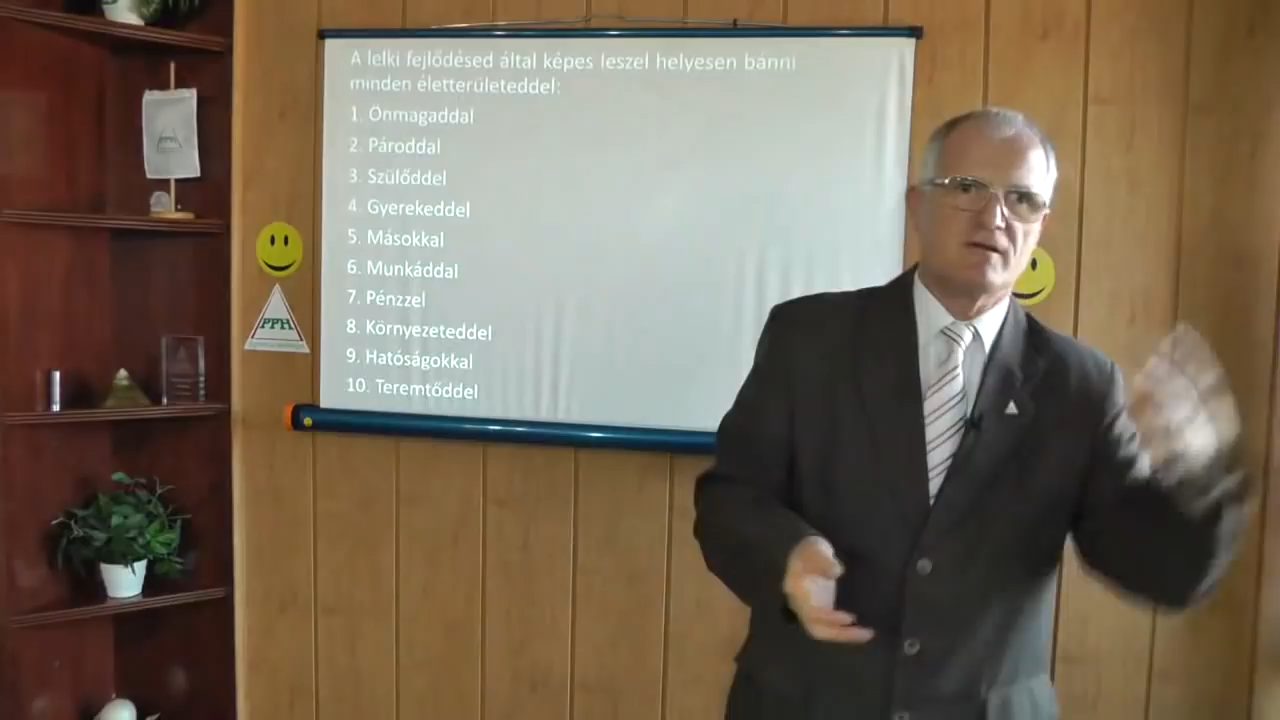 A lelki fejlődésed által képes leszel helyesen bánni
minden életterületeddel:
1. Önmagaddal
2. Pároddal
3. Szülőddel
4. Gyerekeddel
5. Másokkal
6. Munkáddal
7. Pénzzel
8. Környezeteddel
9. Hatóságokkal
10. Teremtőddel
PPH